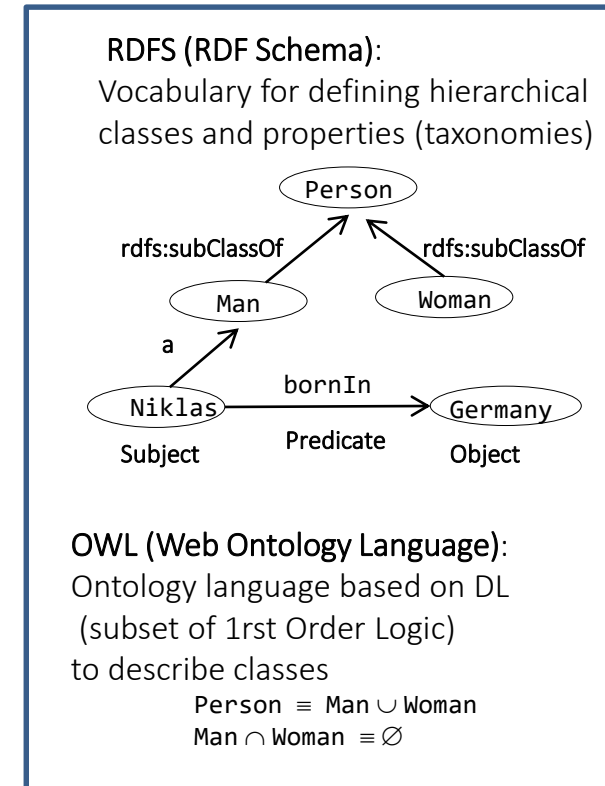 RDFS (RDF Schema):
Vocabulary for defining hierarchical
classes and properties (taxonomies)
Person
rdfs:subClassOf rdfs:subClassOf
Man Woman
a
Niklas bornIn Germany
Subject Predicate Object
OWL (Web Ontology Language):
Ontology language based on DL
(subset of 1rst Order Logic)
to describe classes
Person ≡ Man ∪ Woman
Man ∩ Woman ≡ ∅